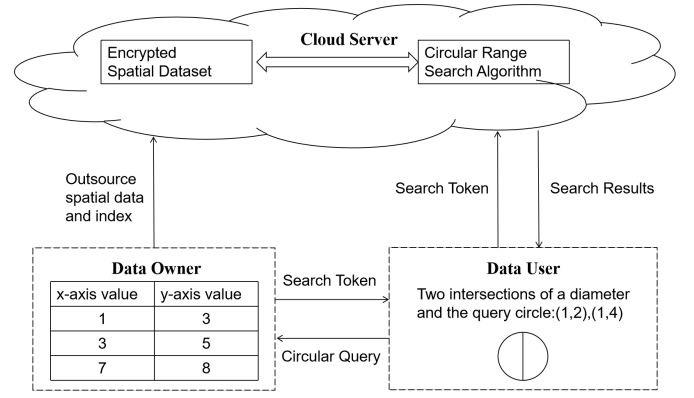 Cloud Server
Encrypted
Spatial Dataset
Circular Range
Search Algorithm
Outsource
spatial data
and index
Search Token
Search Results
Data Owner
x-axis value y-axis value
1 3
3 5
7 8
Search Token
Circular Query
Data User
Two intersections of a diameter
and the query circle:(1,2),(1,4)